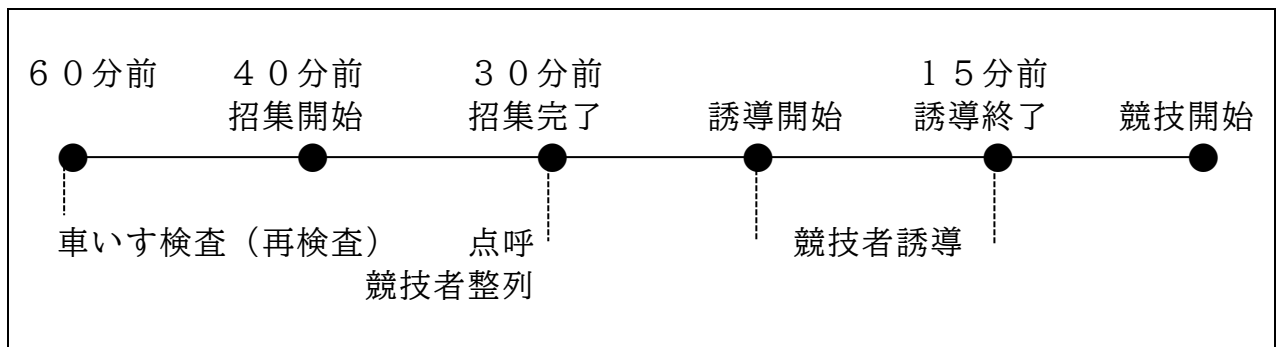 ６０分前 ４０分前 ３０分前 １５分前
招集開始 招集完了 誘導開始 誘導終了 競技開始
車いす検査（再検査） 点呼 競技者誘導
競技者整列